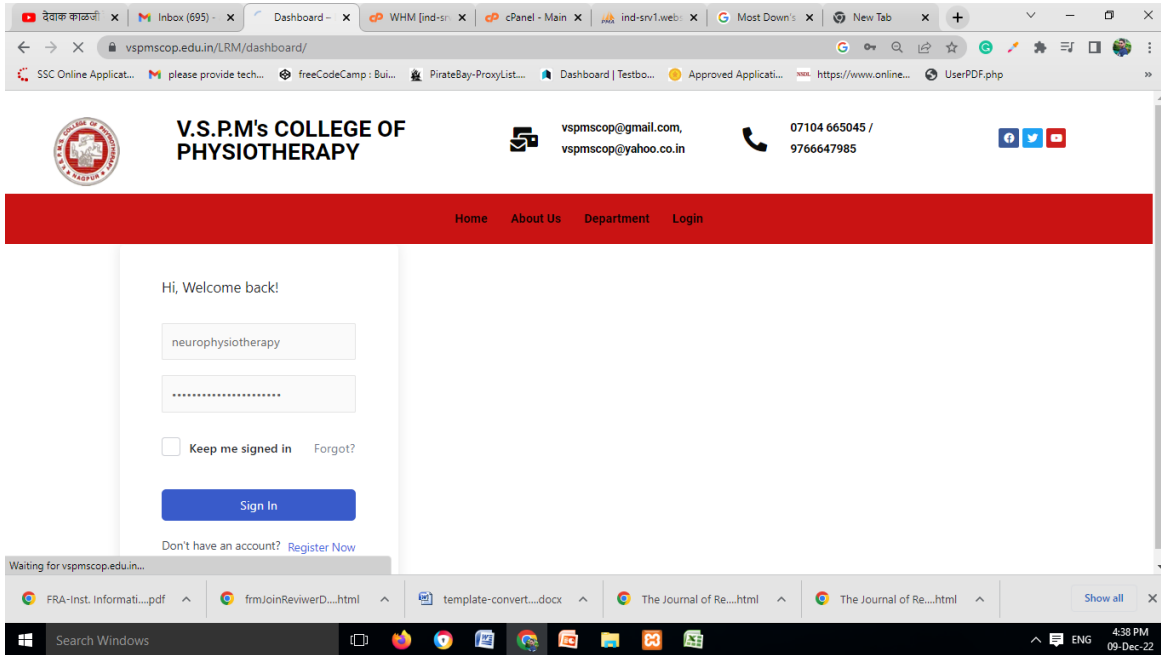 देवाक काळजी
Inbox (695) -
Dashboard –
WHM [ind-srv
cPanel - Main
ind-srv1.webs
Most Down's
New Tab
vspmscop.edu.in/LRM/dashboard/
SSC Online Applicat...
please provide tech...
freeCodeCamp : Bui...
PirateBay-ProxyList....
Dashboard | Testbo...
Approved Applicati...
https://www.online...
UserPDF.php
»
V.S.P.M's COLLEGE OF
PHYSIOTHERAPY
vspmscop@gmail.com,
vspmscop@yahoo.co.in
07104 665045 /
9766647985
Home About Us Department Login
Hi, Welcome back!
neurophysiotherapy
••••••••••••••••••••••
Keep me signed in Forgot?
Sign In
Don't have an account? Register Now
Waiting for vspmscop.edu.in...
FRA-Inst. Informati....pdf
frmJoinReviwerD....html
template-convert....docx
The Journal of Re....html
The Journal of Re....html
Show all
Search Windows
ENG
4:38 PM
09-Dec-22